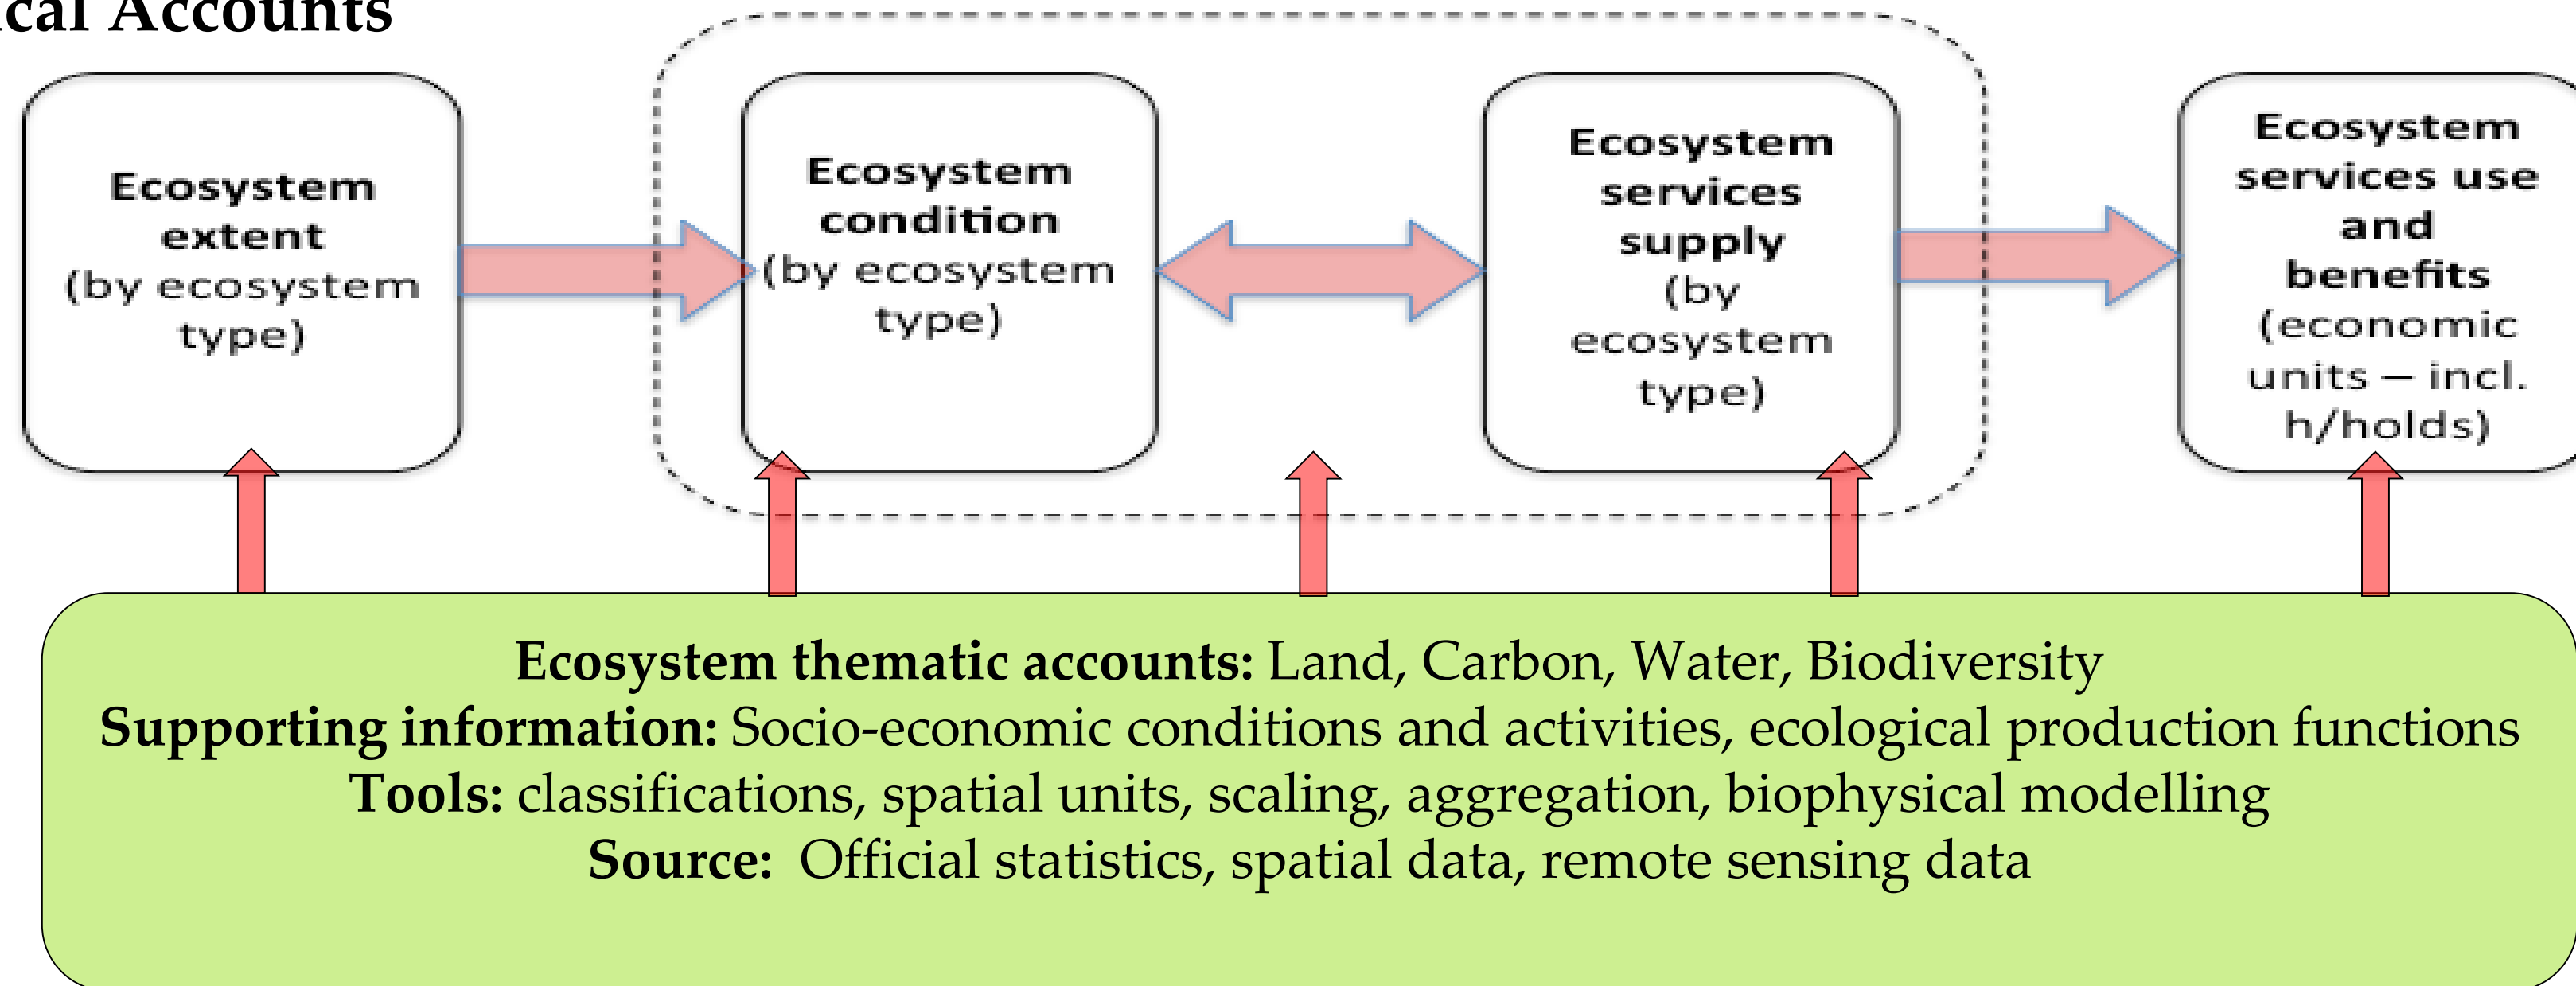 ical Accounts
Ecosystem
extent
(by ecosystem
type)
Ecosystem
condition
(by ecosystem
type)
Ecosystem
services
supply
(by
ecosystem
type)
Ecosystem
services use
and
benefits
(economic
units – incl.
h/holds)
Ecosystem thematic accounts: Land, Carbon, Water, Biodiversity
Supporting information: Socio-economic conditions and activities, ecological production functions
Tools: classifications, spatial units, scaling, aggregation, biophysical modelling
Source: Official statistics, spatial data, remote sensing data